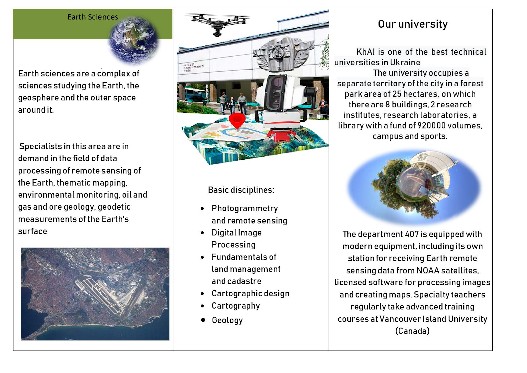 Earth Sciences
Earth sciences are a complex of
sciences studying the Earth, the
geosphere and the outer space
around it.
Specialists in this area are in
demand in the field of data
processing of remote sensing of
the Earth, thematic mapping,
environmental monitoring, oil and
gas and ore geology, geodetic
measurements of the Earth's
surface
Basic disciplines:
• Photogrammetry
and remote sensing
• Digital Image
Processing
• Fundamentals of
land management
and cadastre
• Cartographic design
• Cartography
• Geology
Our university
KhAI is one of the best technical
universities in Ukraine
The university occupies a
separate territory of the city in a forest
park area of 25 hectares, on which
there are 8 buildings, 2 research
institutes, research laboratories, a
library with a fund of 920000 volumes,
campus and sports.
The department 407 is equipped with
modern equipment, including its own
station for receiving Earth remote
sensing data from NOAA satellites,
licensed software for processing images
and creating maps. Specialty teachers
regularly take advanced training
courses at Vancouver Island University
(Canada)